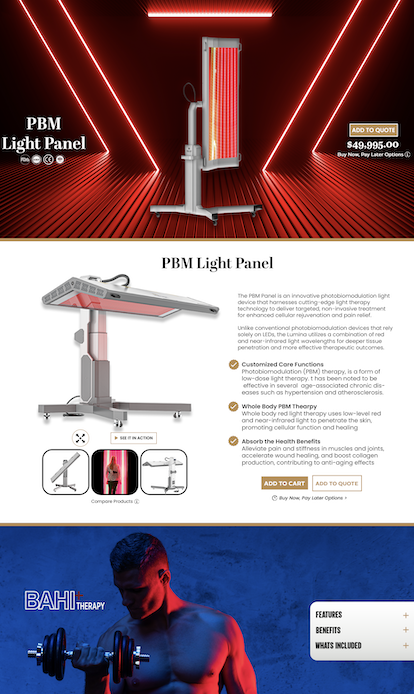 PBM
Light Panel
FDA
ADD TO QUOTE
$49,995.00
Buy Now, Pay Later Options
PBM Light Panel
The PBM Panel is an innovative photobiomodulation light
device that harnesses cutting-edge light therapy
technology to deliver targeted, non-invasive treatment
for enhanced cellular rejuvenation and pain relief.
Unlike conventional photobiomodulation devices that rely
solely on LEDs, the Lumina utilizes a combination of red
and near-infrared light wavelengths for deeper tissue
penetration and more effective therapeutic outcomes.
Customized Core Functions
Photobiomodulation (PBM) therapy, is a form of
low-dose light therapy. t has been noted to be
effective in several age-associated chronic dis-
eases such as hypertension and atherosclerosis.
Whole Body PBM Thearpy
Whole body red light therapy uses low-level red
and near-infrared light to penetrate the skin,
promoting cellular function and healing
Absorb the Health Benefits
Alleviate pain and stiffness in muscles and joints,
accelerate wound healing, and boost collagen
production, contributing to anti-aging effects
SEE IT IN ACTION
Compare Products
ADD TO CART
ADD TO QUOTE
Buy Now, Pay Later Options >
BAHI THERAPY
FEATURES +
BENEFITS +
WHATS INCLUDED +